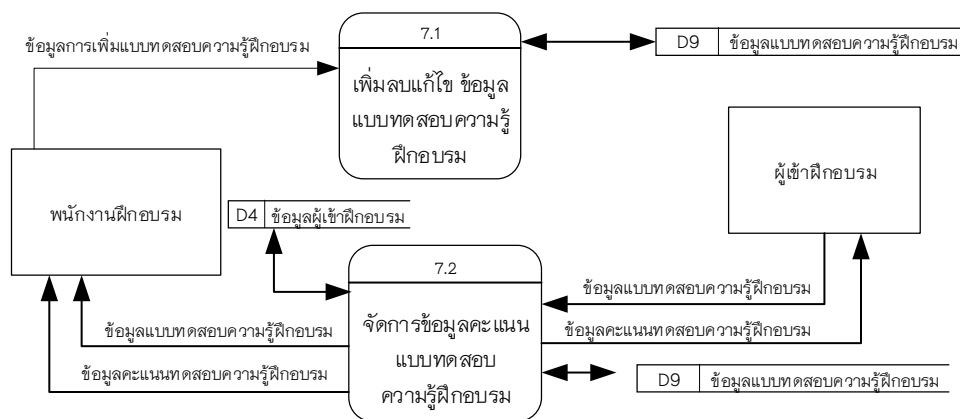 ข้อมูลการเพิ่มแบบทดสอบความรู้ฝึกอบรม
7.1
เพิ่มลบแก้ไข ข้อมูล
แบบทดสอบความรู้
ฝึกอบรม
D9 ข้อมูลแบบทดสอบความรู้ฝึกอบรม
พนักงานฝึกอบรม
D4 ข้อมูลผู้เข้าฝึกอบรม
ผู้เข้าฝึกอบรม
7.2
จัดการข้อมูลคะแนน
แบบทดสอบ
ความรู้ฝึกอบรม
ข้อมูลแบบทดสอบความรู้ฝึกอบรม
ข้อมูลคะแนนทดสอบความรู้ฝึกอบรม
ข้อมูลแบบทดสอบความรู้ฝึกอบรม
ข้อมูลคะแนนทดสอบความรู้ฝึกอบรม
D9 ข้อมูลแบบทดสอบความรู้ฝึกอบรม